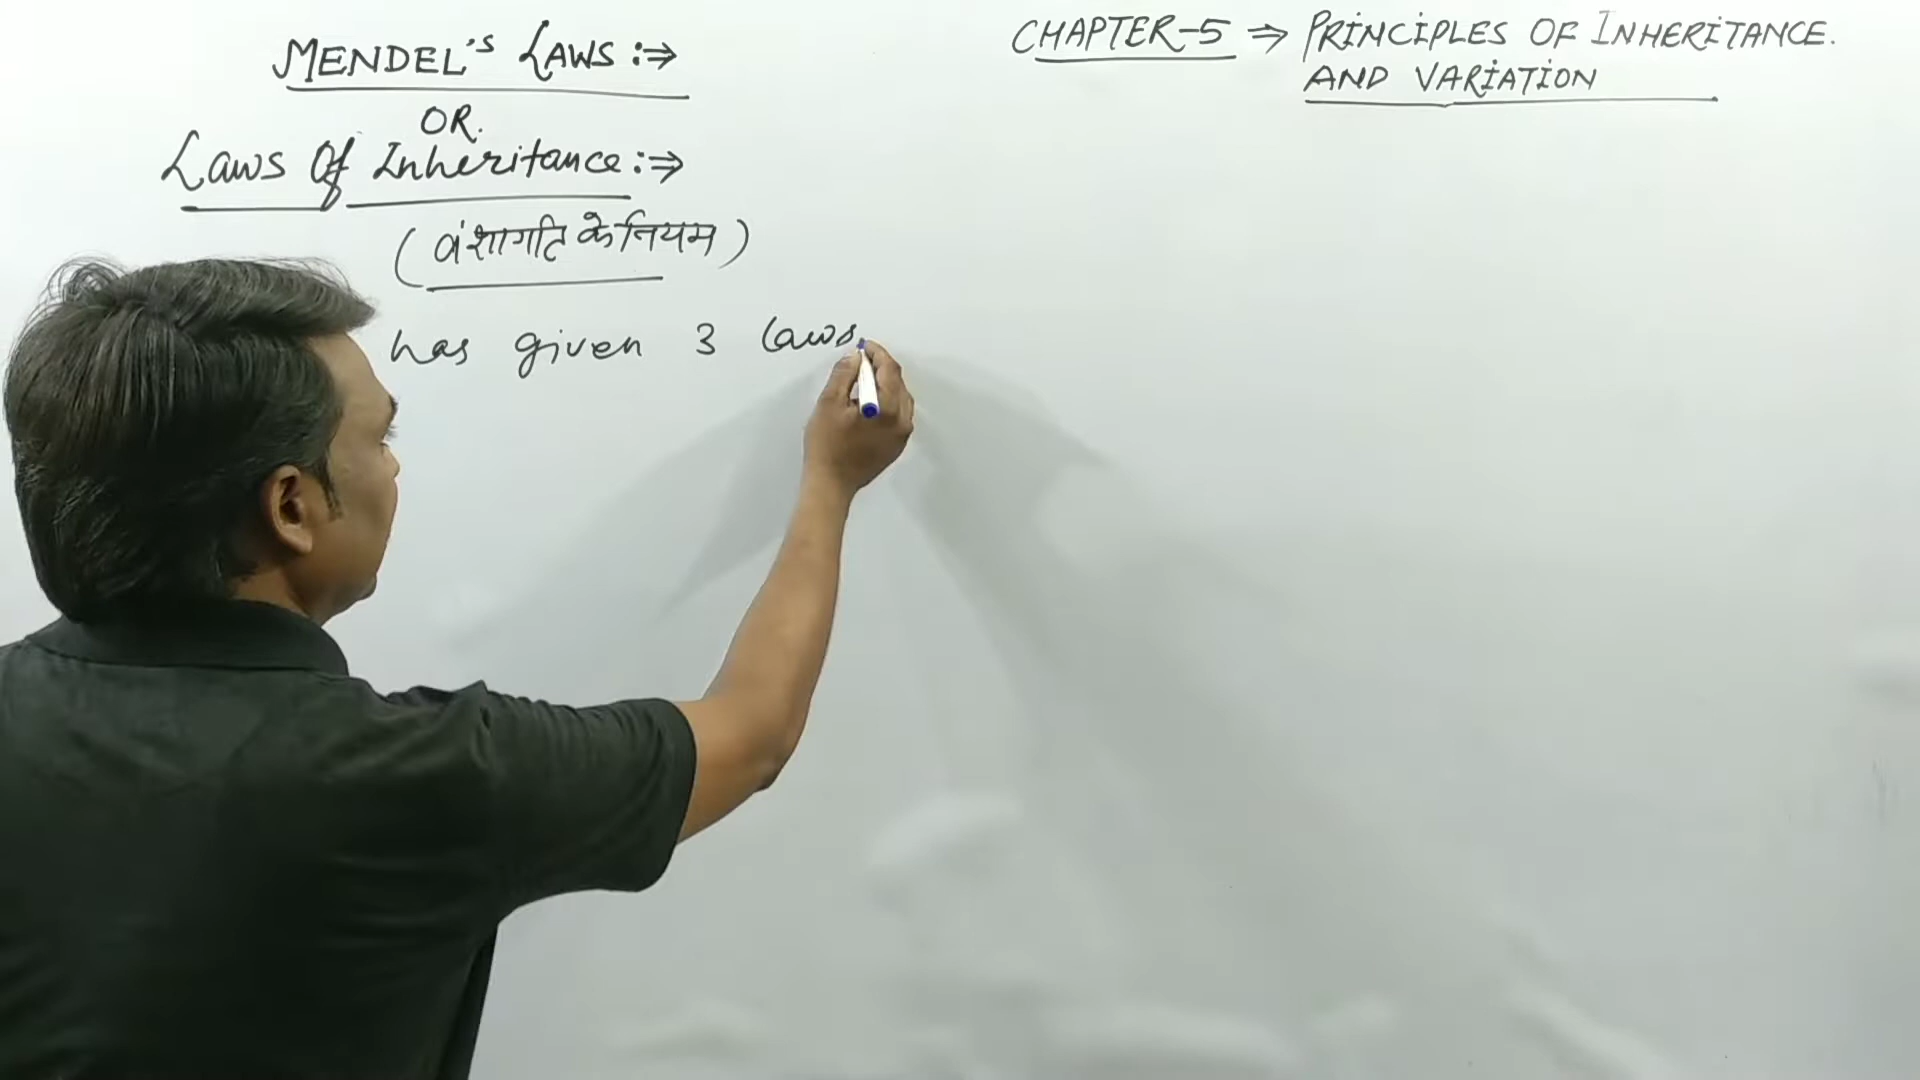 MENDEL'S LAWS :⇒
OR.
Laws Of Inheritance :⇒
(वंशागति के नियम)
has given 3 laws.
CHAPTER-5 ⇒ PRINCIPLES OF INHERITANCE.
AND VARIATION